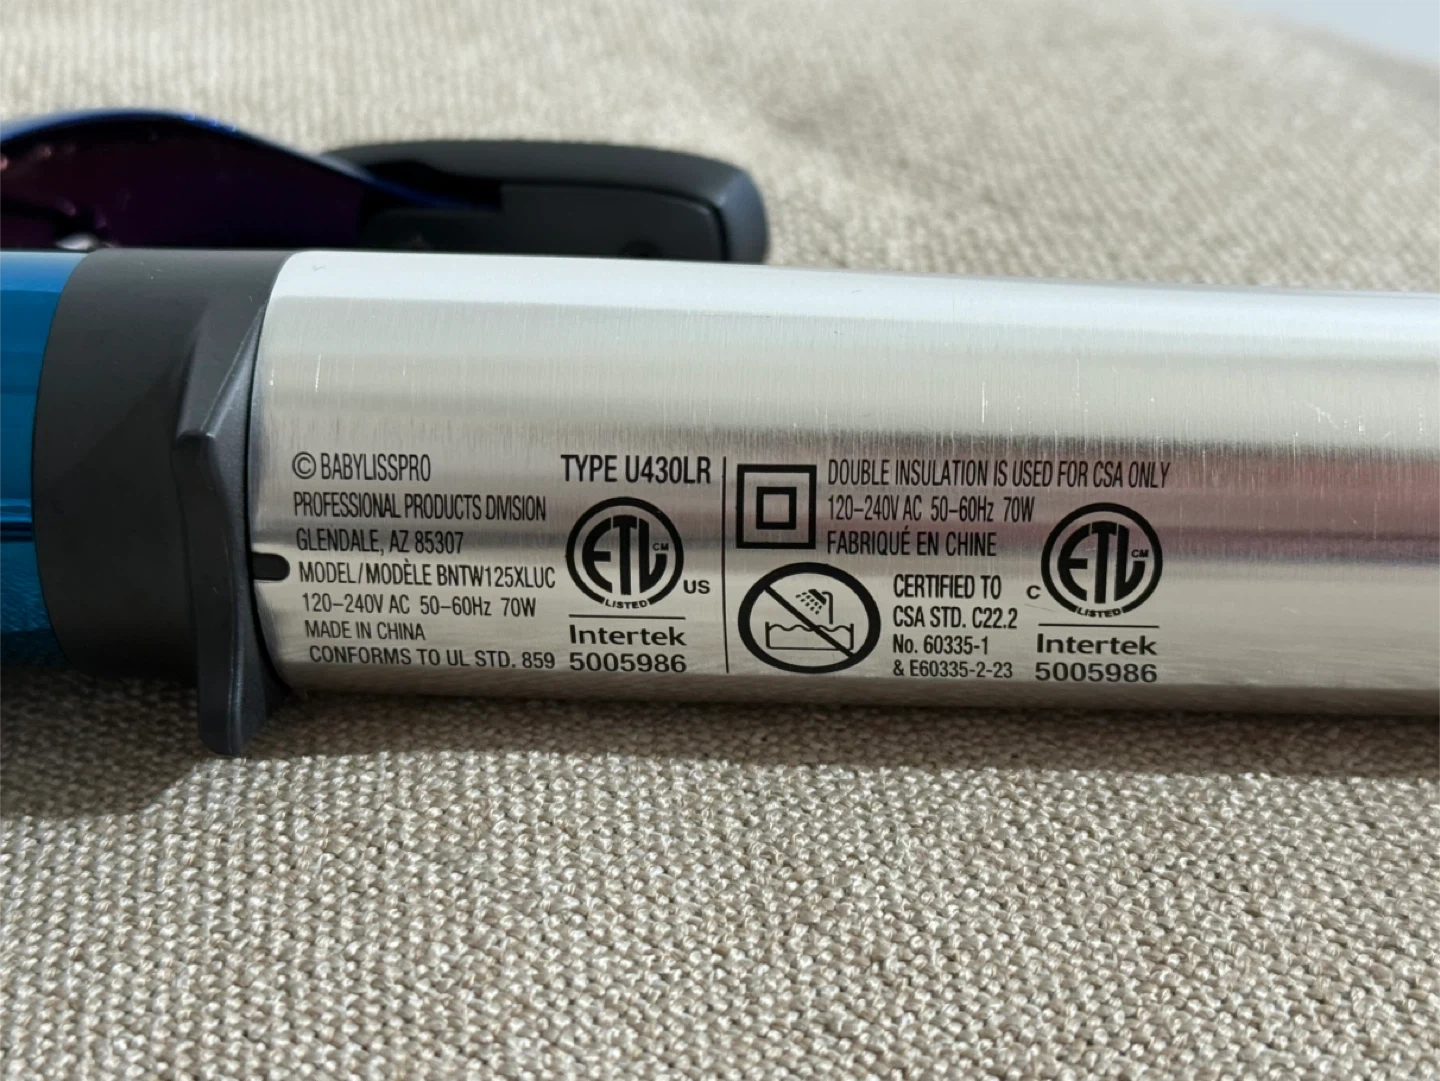 © BABYLISSPRO
PROFESSIONAL PRODUCTS DIVISION
GLENDALE, AZ 85307
MODEL/MODÈLE BNTW125XLUC
120–240V AC 50–60Hz 70W
MADE IN CHINA
CONFORMS TO UL STD. 859
TYPE U430LR
ETL CM
LISTED
US
Intertek
5005986
DOUBLE INSULATION IS USED FOR CSA ONLY
120–240V AC 50–60Hz 70W
FABRIQUÉ EN CHINE
CERTIFIED TO
CSA STD. C22.2
No. 60335-1
& E60335-2-23
C
ETL CM
LISTED
Intertek
5005986